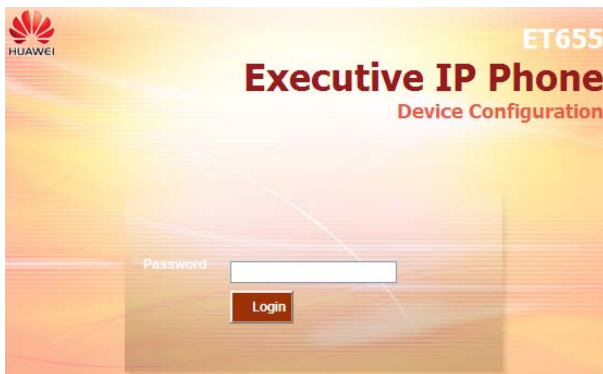 HUAWEI
ET655
Executive IP Phone
Device Configuration
Password
Login